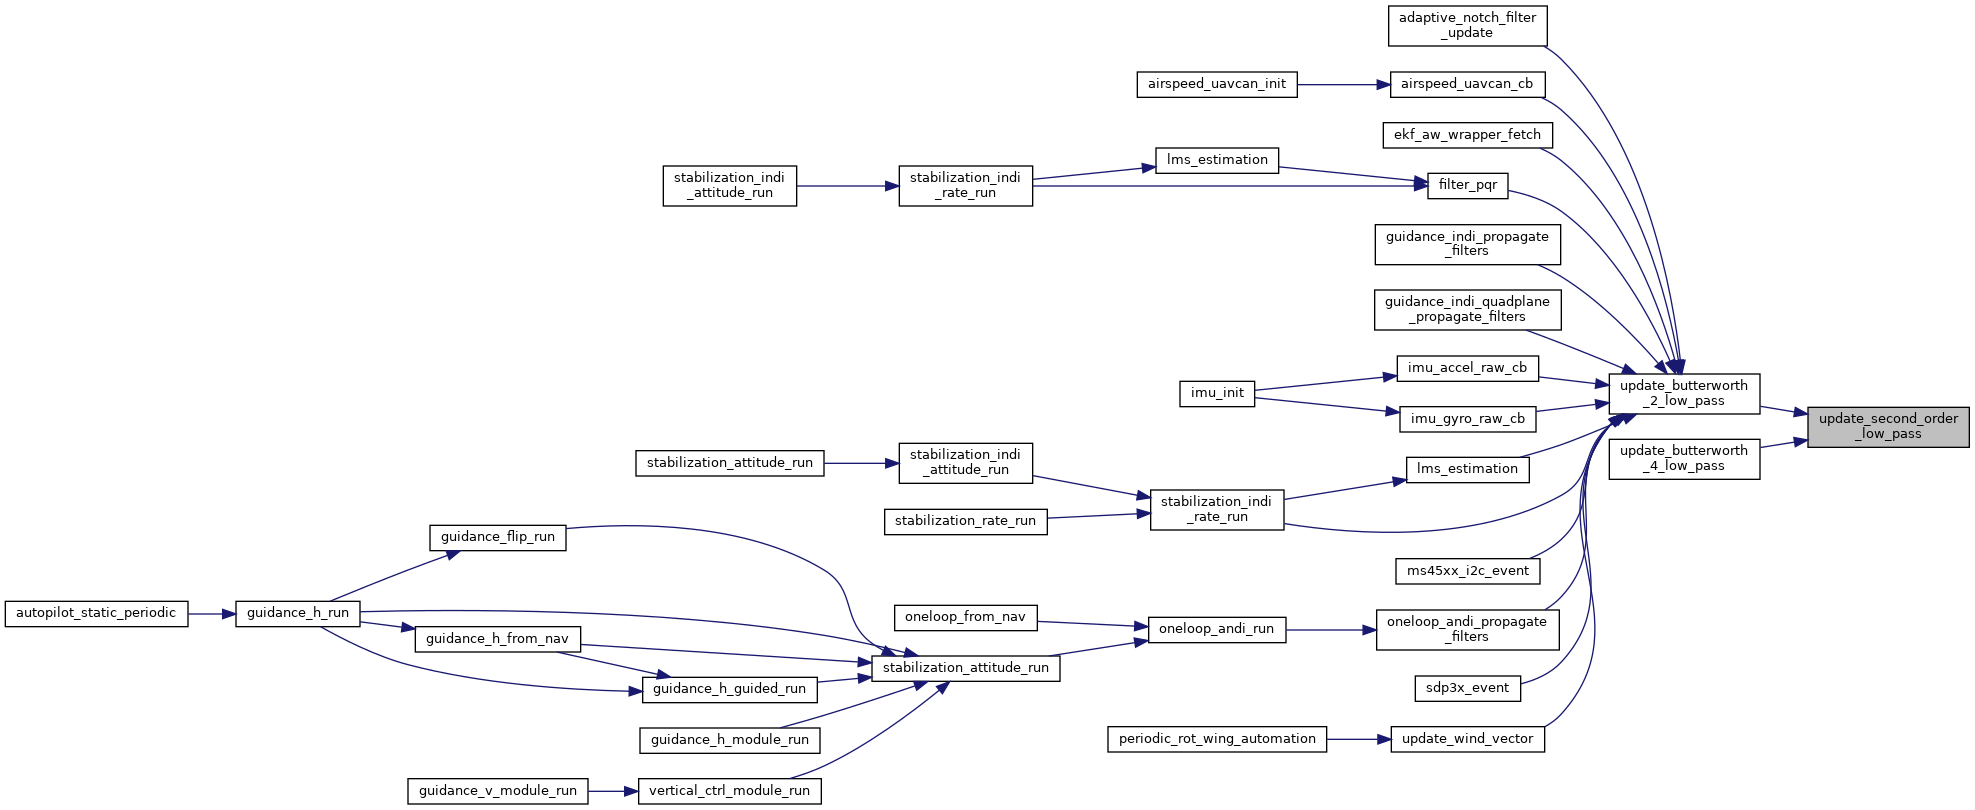 adaptive_notch_filter
_update
airspeed_uavcan_init
airspeed_uavcan_cb
ekf_aw_wrapper_fetch
lms_estimation
stabilization_indi
_attitude_run
stabilization_indi
_rate_run
filter_pqr
guidance_indi_propagate
_filters
guidance_indi_quadplane
_propagate_filters
imu_accel_raw_cb
imu_init
imu_gyro_raw_cb
update_butterworth
_2_low_pass
update_second_order
_low_pass
update_butterworth
_4_low_pass
stabilization_attitude_run
stabilization_indi
_attitude_run
lms_estimation
stabilization_rate_run
stabilization_indi
_rate_run
guidance_flip_run
ms45xx_i2c_event
autopilot_static_periodic
guidance_h_run
oneloop_from_nav
guidance_h_from_nav
oneloop_andi_run
oneloop_andi_propagate
_filters
stabilization_attitude_run
guidance_h_guided_run
sdp3x_event
guidance_h_module_run
periodic_rot_wing_automation
update_wind_vector
guidance_v_module_run
vertical_ctrl_module_run